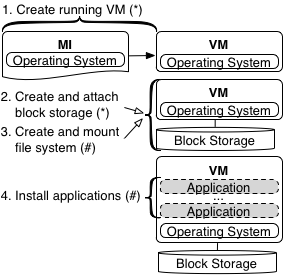 1. Create running VM (*)
MI
Operating System
VM
Operating System
2. Create and attach
block storage (*)
3. Create and mount
file system (#)
VM
Operating System
Block Storage
4. Install applications (#)
VM
Application
...
Application
Operating System
Block Storage